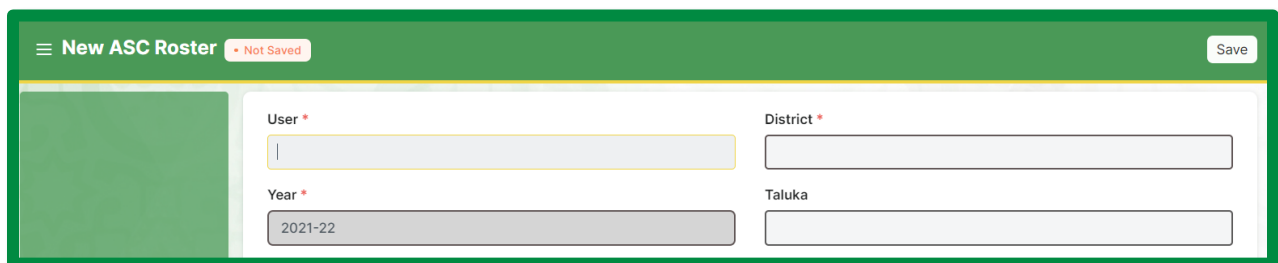 New ASC Roster • Not Saved Save
User * District *
Year * Taluka
2021-22